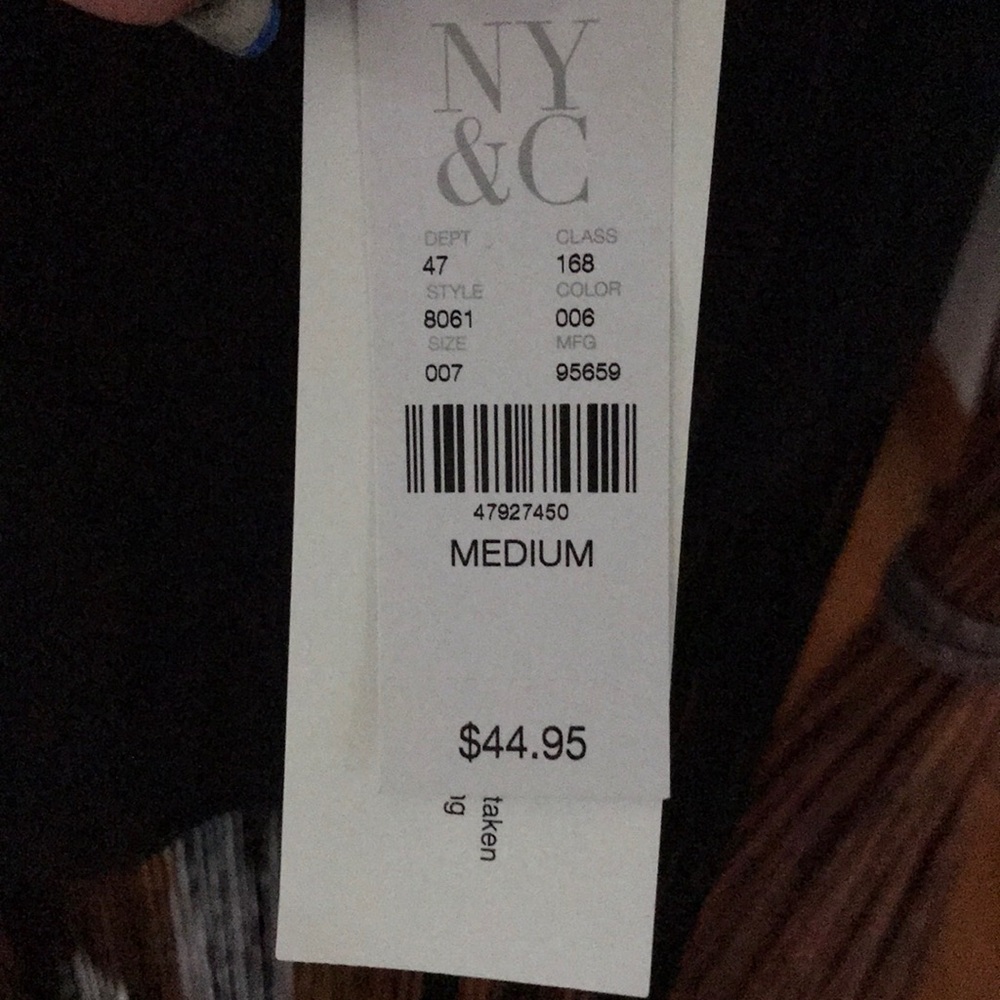 NY
&C
DEPT CLASS
47 168
STYLE COLOR
8061 006
SIZE MFG
007 95659
47927450
MEDIUM
$44.95
taken